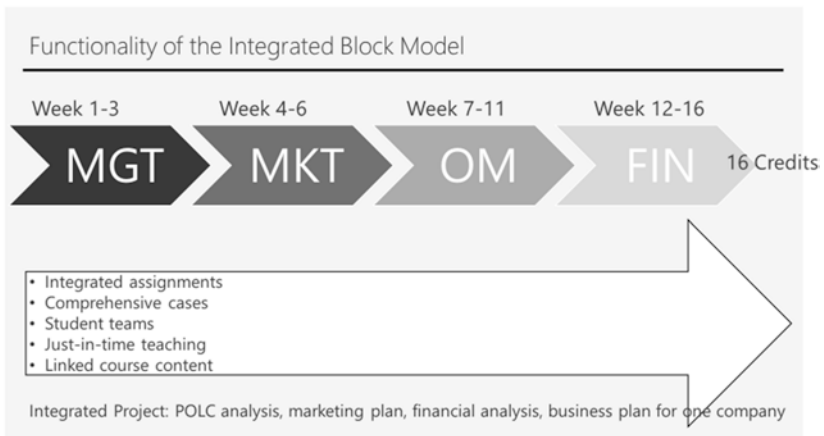 Functionality of the Integrated Block Model
Week 1-3
Week 4-6
Week 7-11
Week 12-16
MGT
MKT
OM
FIN
16 Credits
• Integrated assignments
• Comprehensive cases
• Student teams
• Just-in-time teaching
• Linked course content
Integrated Project: POLC analysis, marketing plan, financial analysis, business plan for one company